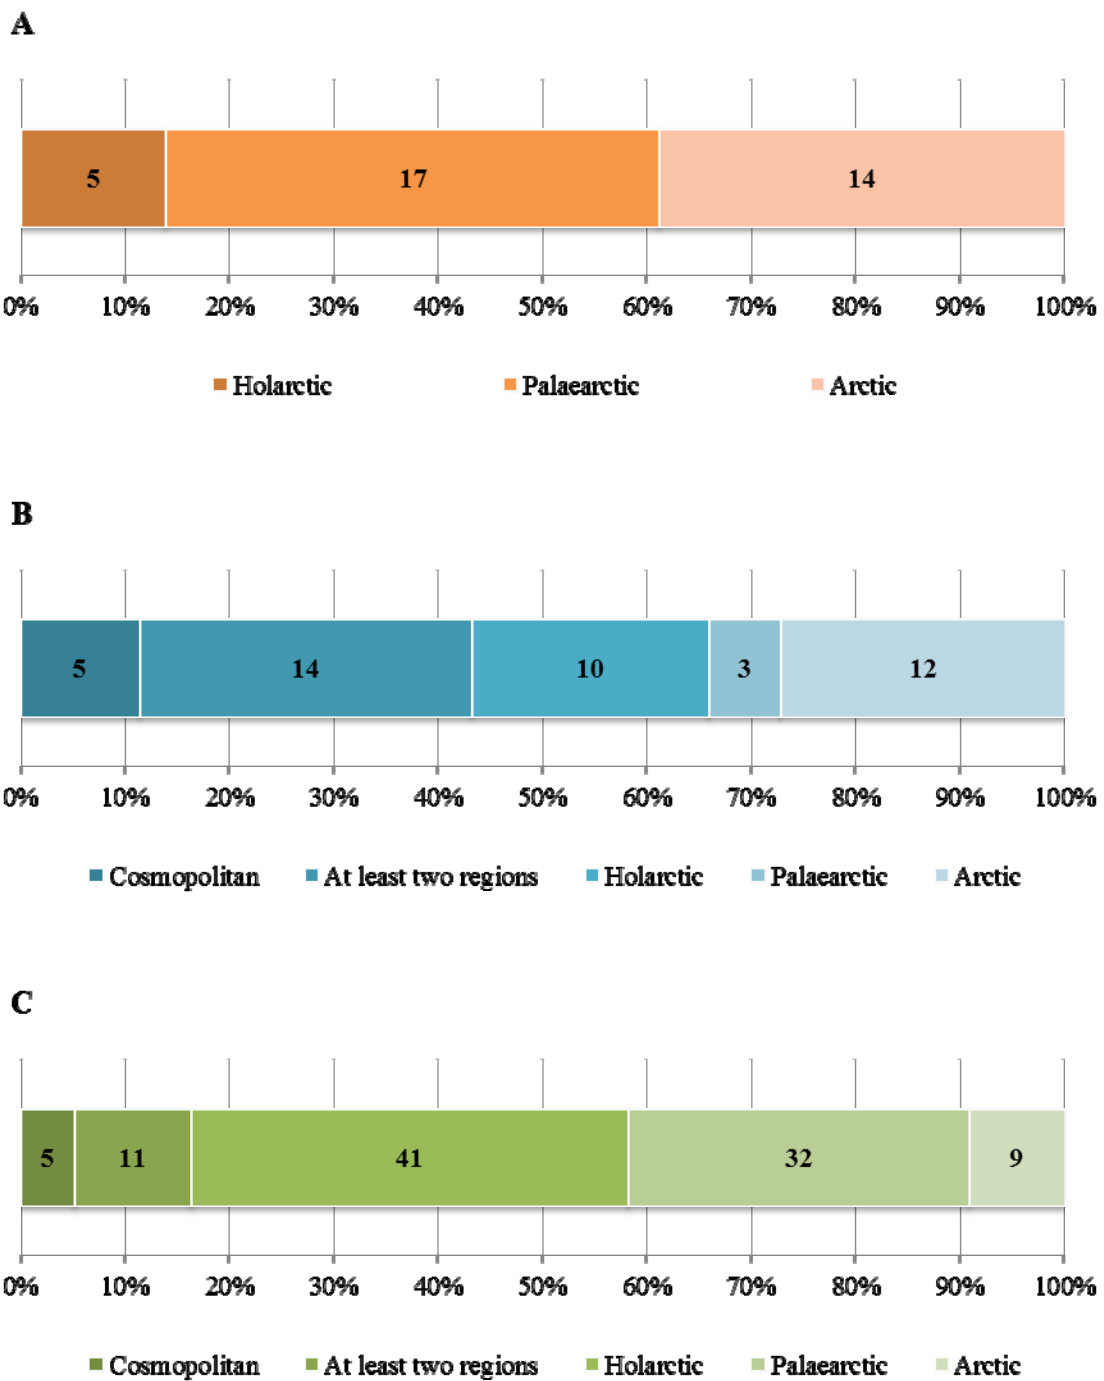 A
5 17 14
0% 10% 20% 30% 40% 50% 60% 70% 80% 90% 100%
Holarctic Palaearctic Arctic
B
5 14 10 3 12
0% 10% 20% 30% 40% 50% 60% 70% 80% 90% 100%
Cosmopolitan At least two regions Holarctic Palaearctic Arctic
C
5 11 41 32 9
0% 10% 20% 30% 40% 50% 60% 70% 80% 90% 100%
Cosmopolitan At least two regions Holarctic Palaearctic Arctic